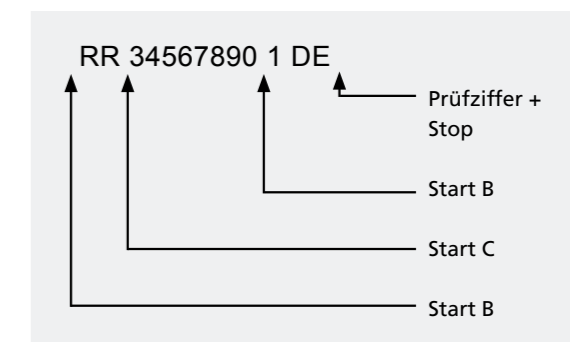 RR 34567890 1 DE
Prüfziffer +
Stop
Start B
Start C
Start B